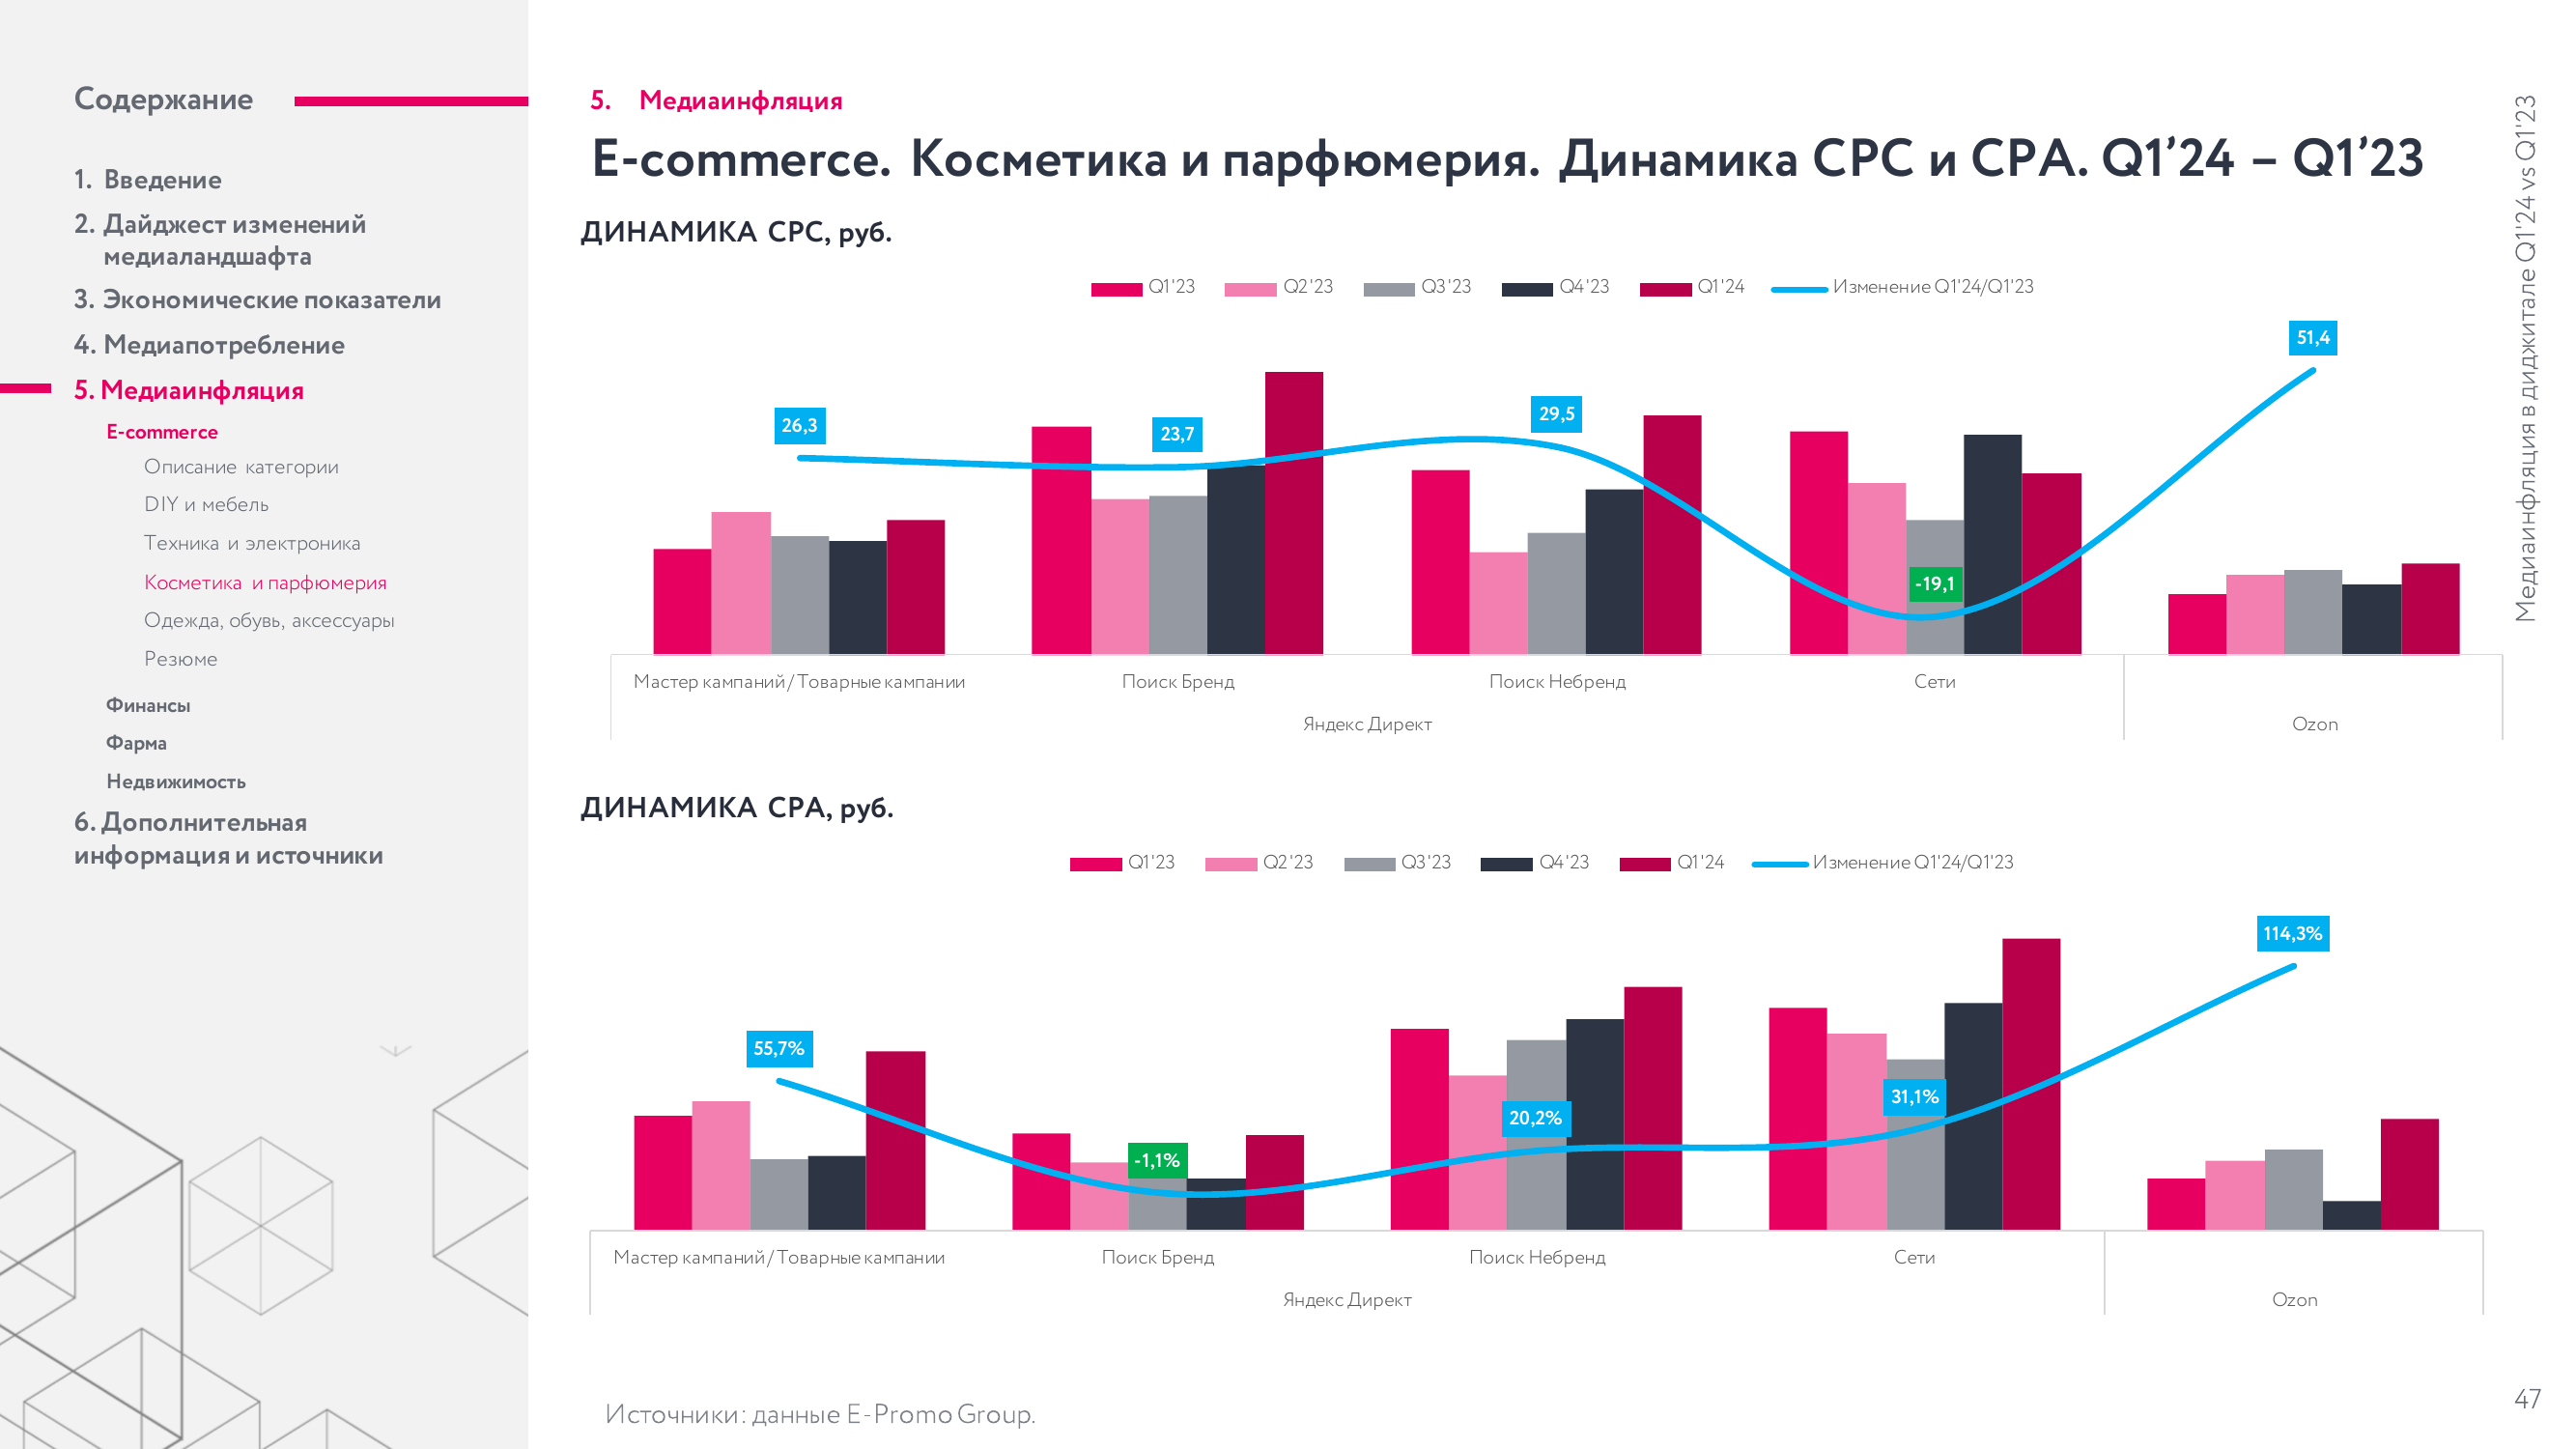 Содержание
1. Введение
2. Дайджест изменений
медиаландшафта
3. Экономические показатели
4. Медиапотребление
5. Медиаинфляция
E-commerce
Описание категории
DIY и мебель
Техника и электроника
Косметика и парфюмерия
Одежда, обувь, аксессуары
Резюме
Финансы
Фарма
Недвижимость
6. Дополнительная
информация и источники
5. Медиаинфляция
E-commerce. Косметика и парфюмерия. Динамика CPC и CPA. Q1’24 – Q1’23
ДИНАМИКА CPC, руб.
Q1'23 Q2'23 Q3'23 Q4'23 Q1'24 Изменение Q1'24/Q1'23
26,3 23,7 29,5 -19,1 51,4
Мастер кампаний / Товарные кампании Поиск Бренд Поиск Небренд Сети
Яндекс Директ Ozon
ДИНАМИКА CPA, руб.
Q1'23 Q2'23 Q3'23 Q4'23 Q1'24 Изменение Q1'24/Q1'23
55,7% -1,1% 20,2% 31,1% 114,3%
Мастер кампаний / Товарные кампании Поиск Бренд Поиск Небренд Сети
Яндекс Директ Ozon
Источники: данные E-Promo Group.
Медиаинфляция в диджитале Q1'24 vs Q1'23
47